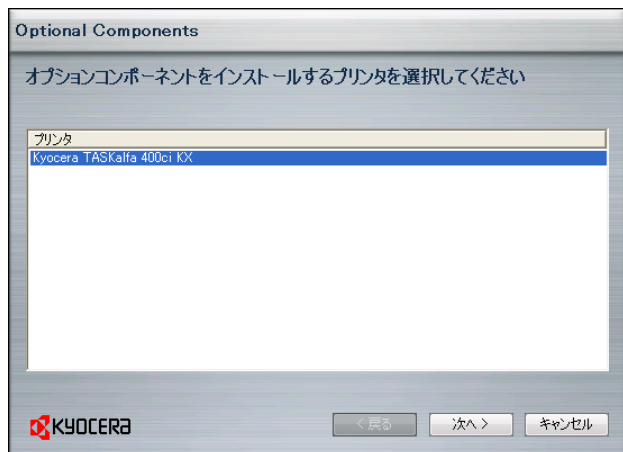 Optional Components
オプションコンポーネントをインストールするプリンタを選択してください
プリンタ
Kyocera TASKalfa 400ci KX
KYOCERA
< 戻る
次へ >
キャンセル